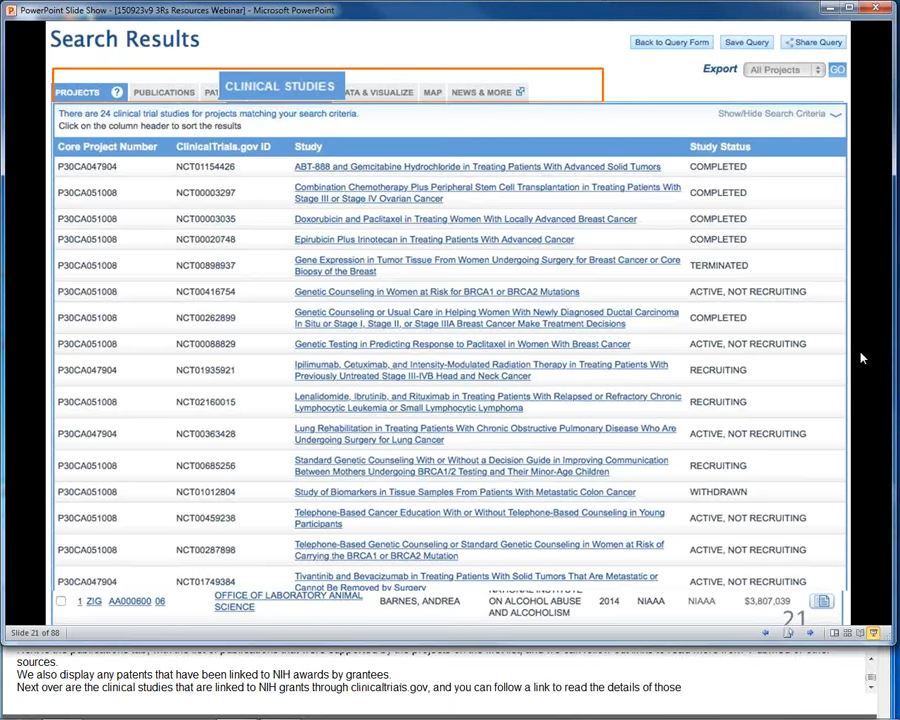 PowerPoint Slide Show - [150923v9 3Rs Resources Webinar] - Microsoft PowerPoint
Search Results
Back to Query Form Save Query Share Query
Export All Projects GO
PROJECTS ? PUBLICATIONS PAT CLINICAL STUDIES ATA & VISUALIZE MAP NEWS & MORE
There are 24 clinical trial studies for projects matching your search criteria. Show/Hide Search Criteria
Click on the column header to sort the results
Core Project Number ClinicalTrials.gov ID Study Study Status
P30CA047904 NCT01154426 ABT-888 and Gemcitabine Hydrochloride in Treating Patients With Advanced Solid Tumors COMPLETED
P30CA051008 NCT00003297 Combination Chemotherapy Plus Peripheral Stem Cell Transplantation in Treating Patients With COMPLETED
Stage III or Stage IV Ovarian Cancer
P30CA051008 NCT00003035 Doxorubicin and Paclitaxel in Treating Women With Locally Advanced Breast Cancer COMPLETED
P30CA051008 NCT00020748 Epirubicin Plus Irinotecan in Treating Patients With Advanced Cancer COMPLETED
P30CA051008 NCT00898937 Gene Expression in Tumor Tissue From Women Undergoing Surgery for Breast Cancer or Core TERMINATED
Biopsy of the Breast
P30CA051008 NCT00416754 Genetic Counseling in Women at Risk for BRCA1 or BRCA2 Mutations ACTIVE, NOT RECRUITING
P30CA051008 NCT00262899 Genetic Counseling or Usual Care in Helping Women With Newly Diagnosed Ductal Carcinoma COMPLETED
In Situ or Stage I, Stage II, or Stage IIIA Breast Cancer Make Treatment Decisions
P30CA051008 NCT00088829 Genetic Testing in Predicting Response to Paclitaxel in Women With Breast Cancer ACTIVE, NOT RECRUITING
P30CA047904 NCT01935921 Ipilimumab, Cetuximab, and Intensity-Modulated Radiation Therapy in Treating Patients With RECRUITING
Previously Untreated Stage III-IVB Head and Neck Cancer
P30CA051008 NCT02160015 Lenalidomide, Ibrutinib, and Rituximab in Treating Patients With Relapsed or Refractory Chronic RECRUITING
Lymphocytic Leukemia or Small Lymphocytic Lymphoma
P30CA047904 NCT00363428 Lung Rehabilitation in Treating Patients With Chronic Obstructive Pulmonary Disease Who Are ACTIVE, NOT RECRUITING
Undergoing Surgery for Lung Cancer
P30CA051008 NCT00685256 Standard Genetic Counseling With or Without a Decision Guide in Improving Communication RECRUITING
Between Mothers Undergoing BRCA1/2 Testing and Their Minor-Age Children
P30CA051008 NCT01012804 Study of Biomarkers in Tissue Samples From Patients With Metastatic Colon Cancer WITHDRAWN
P30CA051008 NCT00459238 Telephone-Based Cancer Education With or Without Telephone-Based Counseling in Young ACTIVE, NOT RECRUITING
Participants
P30CA051008 NCT00287898 Telephone-Based Genetic Counseling or Standard Genetic Counseling in Women at Risk of ACTIVE, NOT RECRUITING
Carrying the BRCA1 or BRCA2 Mutation
P30CA047904 NCT01749384 Tivantinib and Bevacizumab in Treating Patients With Solid Tumors That Are Metastatic or ACTIVE, NOT RECRUITING
Cannot Be Removed by Surgery
NATIONAL INSTITUTE
1 ZIG AA000600 06 OFFICE OF LABORATORY ANIMAL BARNES, ANDREA ON ALCOHOL ABUSE 2014 NIAAA NIAAA $3,807,039
SCIENCE AND ALCOHOLISM
21
Slide 21 of 88
sources.
We also display any patents that have been linked to NIH awards by grantees.
Next over are the clinical studies that are linked to NIH grants through clinicaltriais.gov, and you can follow a link to read the details of those